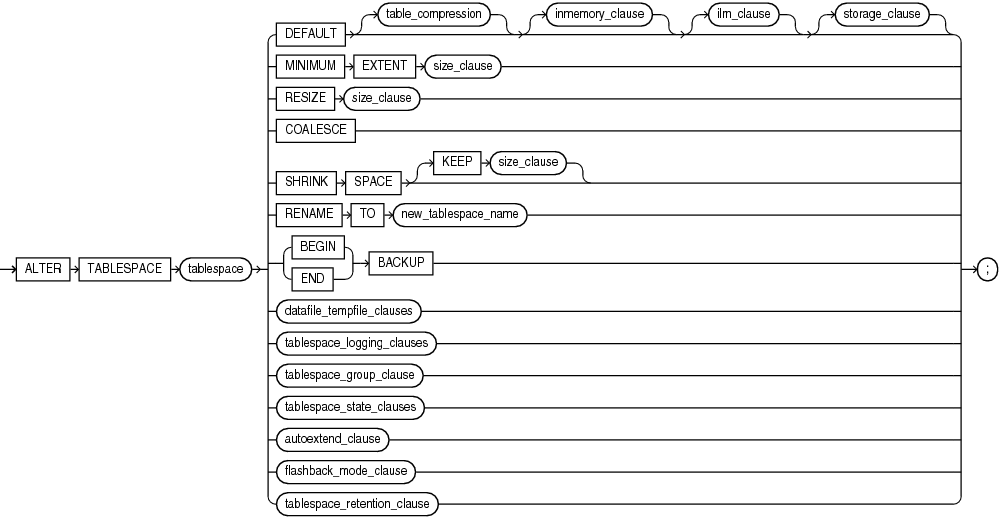 table_compression inmemory_clause ilm_clause storage_clause
DEFAULT
MINIMUM EXTENT size_clause
RESIZE size_clause
COALESCE
KEEP size_clause
SHRINK SPACE
RENAME TO new_tablespace_name
BEGIN
BACKUP
ALTER TABLESPACE tablespace ;
END
datafile_tempfile_clauses
tablespace_logging_clauses
tablespace_group_clause
tablespace_state_clauses
autoextend_clause
flashback_mode_clause
tablespace_retention_clause